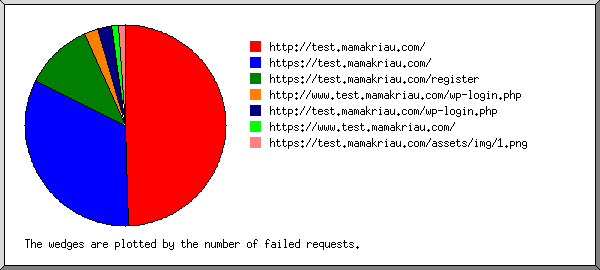 http://test.mamakriau.com/
https://test.mamakriau.com/
https://test.mamakriau.com/register
http://www.test.mamakriau.com/wp-login.php
http://test.mamakriau.com/wp-login.php
https://www.test.mamakriau.com/
https://test.mamakriau.com/assets/img/1.png
The wedges are plotted by the number of failed requests.